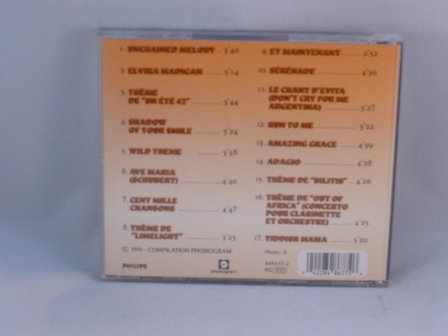 1. UNCHAINED MELODY 3'40
2. ELVIRA MADIGAN 5'14
3. THÈME
DE "UN ÉTÉ 42" 3'44
4. SHADOW
OF YOUR SMILE 3'24
5. WILD THEME 3'38
6. AVE MARIA
(SCHUBERT) 4'40
7. CENT MILLE
CHANSONS 4'47
8. THÈME DE
"LIMELIGHT" 3'23
9. ET MAINTENANT 2'52
10. SÉRÉNADE 4'30
11. LE CHANT D'EVITA
(DON'T CRY FOR ME
ARGENTINA) 5'27
12. RUN TO ME 3'22
13. AMAZING GRACE 4'39
14. ADAGIO 4'28
15. THÈME DE "BILITIS" 4'26
16. THÈME DE "OUT OF
AFRICA" (CONCERTO
POUR CLARINETTE
ET ORCHESTRE) 4'25
17. YIDDISH MAMA 5'20
© 1991 - COMPILATION PHONOGRAM
PHILIPS
phonogram
848 677-2